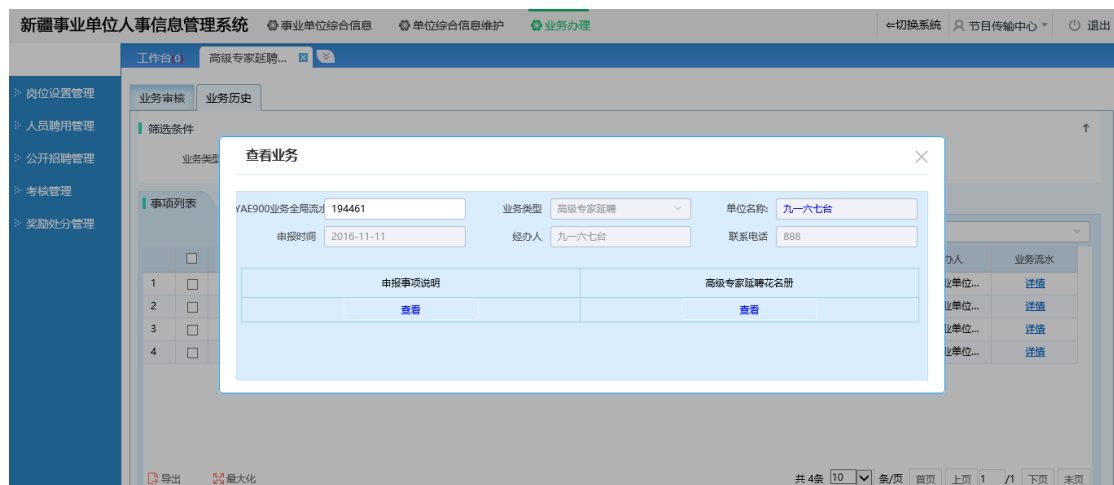 新疆事业单位人事信息管理系统 事业单位综合信息 单位综合信息维护 业务办理 切换系统 节目传输中心 退出
工作台(0) 高级专家延聘...
岗位设置管理
人员聘用管理
公开招聘管理
考核管理
奖励处分管理
业务审核 业务历史
筛选条件
业务类型
事项列表
查看业务
YAE900业务全局流水 194461 业务类型 高级专家延聘 单位名称: 九一六七台
申报时间 2016-11-11 经办人 九一六七台 联系电话 888
申报事项说明 高级专家延聘花名册
查看 查看
办人 业务流水
1 业单位... 详情
2 业单位... 详情
3 业单位... 详情
4 业单位... 详情
导出 最大化 共 4条 10 条/页 首页 上页 1 /1 下页 末页